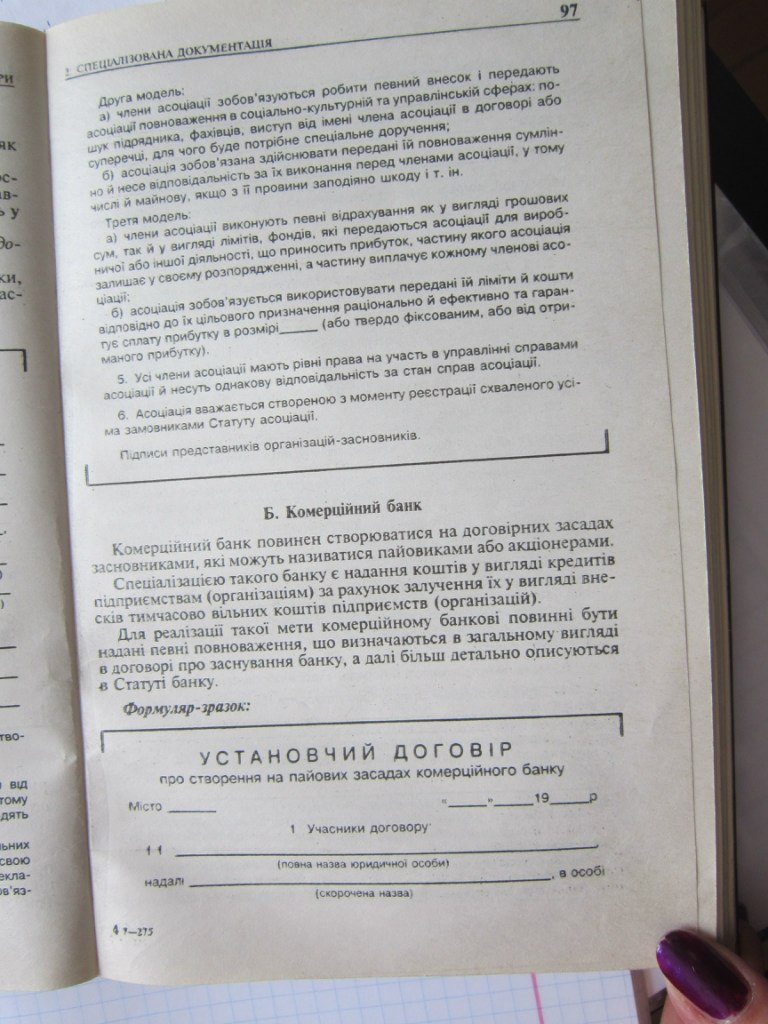 97
СПЕЦІАЛІЗОВАНА ДОКУМЕНТАЦІЯ
Друга модель:
а) члени асоціації зобов'язуються робити певний внесок і передають
асоціації повноваження в соціально-культурній та управлінській сферах: по-
шук підрядника, фахівців, виступ від імені члена асоціації в договорі або
суперечці, для чого буде потрібне спеціальне доручення;
б) асоціація зобов'язана здійснювати передані їй повноваження сумлін-
но й несе відповідальність за їх виконання перед членами асоціації, у тому
числі й майнову, якщо з її провини заподіяно шкоду і т. ін.
Третя модель:
а) члени асоціації виконують певні відрахування як у вигляді грошових
сум, так й у вигляді лімітів, фондів, які передаються асоціації для вироб-
ничої або іншої діяльності, що приносить прибуток, частину якого асоціація
залишає у своєму розпорядженні, а частину виплачує кожному членові асо-
ціації;
б) асоціація зобов'язується використовувати передані їй ліміти й кошти
відповідно до їх цільового призначення раціонально й ефективно та гаран-
тує сплату прибутку в розмірі_____ (або твердо фіксованим, або від отри-
маного прибутку).
5. Усі члени асоціації мають рівні права на участь в управлінні справами
асоціації й несуть однакову відповідальність за стан справ асоціації.
6. Асоціація вважається створеною з моменту реєстрації схваленого усі-
ма замовниками Статуту асоціації.
Підписи представників організацій-засновників.
Б. Комерційний банк
Комерційний банк повинен створюватися на договірних засадах
засновниками, які можуть називатися пайовиками або акціонерами.
Спеціалізацією такого банку є надання коштів у вигляді кредитів
підприємствам (організаціям) за рахунок залучення їх у вигляді вне-
сків тимчасово вільних коштів підприємств (організацій).
Для реалізації такої мети комерційному банкові повинні бути
надані певні повноваження, що визначаються в загальному вигляді
в договорі про заснування банку, а далі більш детально описуються
в Статуті банку.
Формуляр-зразок:
УСТАНОВЧИЙ ДОГОВІР
про створення на пайових засадах комерційного банку
Місто ______ «_____»_____19_____р
1 Учасники договору
1 1 ______________________________,
(повна назва юридичної особи)
надалі ______________________________, в особі
(скорочена назва)
4 7—275